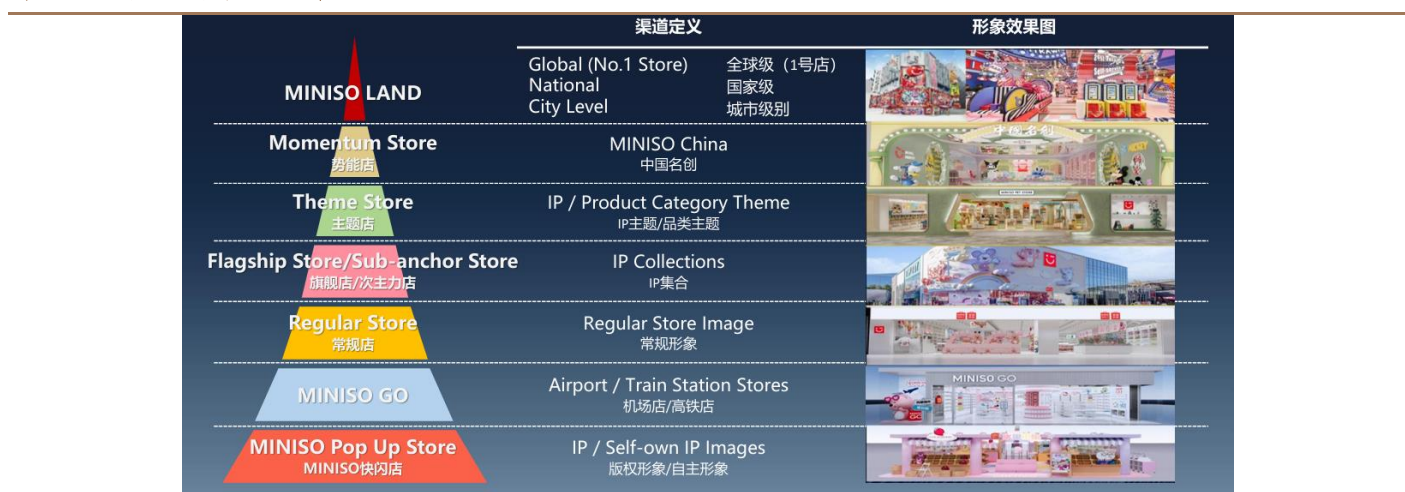 渠道定义
形象效果图
MINISO LAND
Global (No.1 Store)
全球级（1号店）
National
国家级
City Level
城市级别
Momentum Store
势能店
MINISO China
中国名创
中国名创
Theme Store
主题店
IP / Product Category Theme
IP主题/品类主题
Flagship Store/Sub-anchor Store
旗舰店/次主力店
IP Collections
IP集合
Regular Store
常规店
Regular Store Image
常规形象
MINISO GO
Airport / Train Station Stores
机场店/高铁店
MINISO GO
MINISO Pop Up Store
MINISO快闪店
IP / Self-own IP Images
版权形象/自主形象